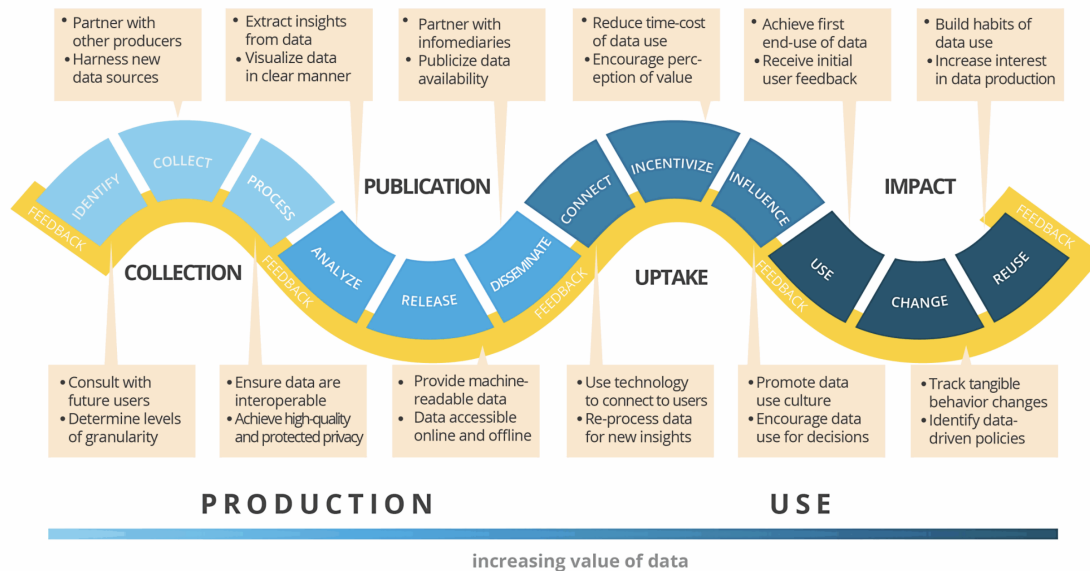 • Partner with
other producers
• Harness new
data sources
• Extract insights
from data
• Visualize data
in clear manner
• Partner with
infomediaries
• Publicize data
availability
• Reduce time-cost
of data use
• Encourage perc-
eption of value
• Achieve first
end-use of data
• Receive initial
user feedback
• Build habits of
data use
• Increase interest
in data production
IDENTIFY
COLLECT
PROCESS
ANALYZE
RELEASE
DISSEMINATE
CONNECT
INCENTIVIZE
INFLUENCE
USE
CHANGE
REUSE
FEEDBACK
FEEDBACK
FEEDBACK
FEEDBACK
FEEDBACK
COLLECTION
PUBLICATION
UPTAKE
IMPACT
• Consult with
future users
• Determine levels
of granularity
• Ensure data are
interoperable
• Achieve high-quality
and protected privacy
• Provide machine-
readable data
• Data accessible
online and offline
• Use technology
to connect to users
• Re-process data
for new insights
• Promote data
use culture
• Encourage data
use for decisions
• Track tangible
behavior changes
• Identify data-
driven policies
PRODUCTION
USE
increasing value of data